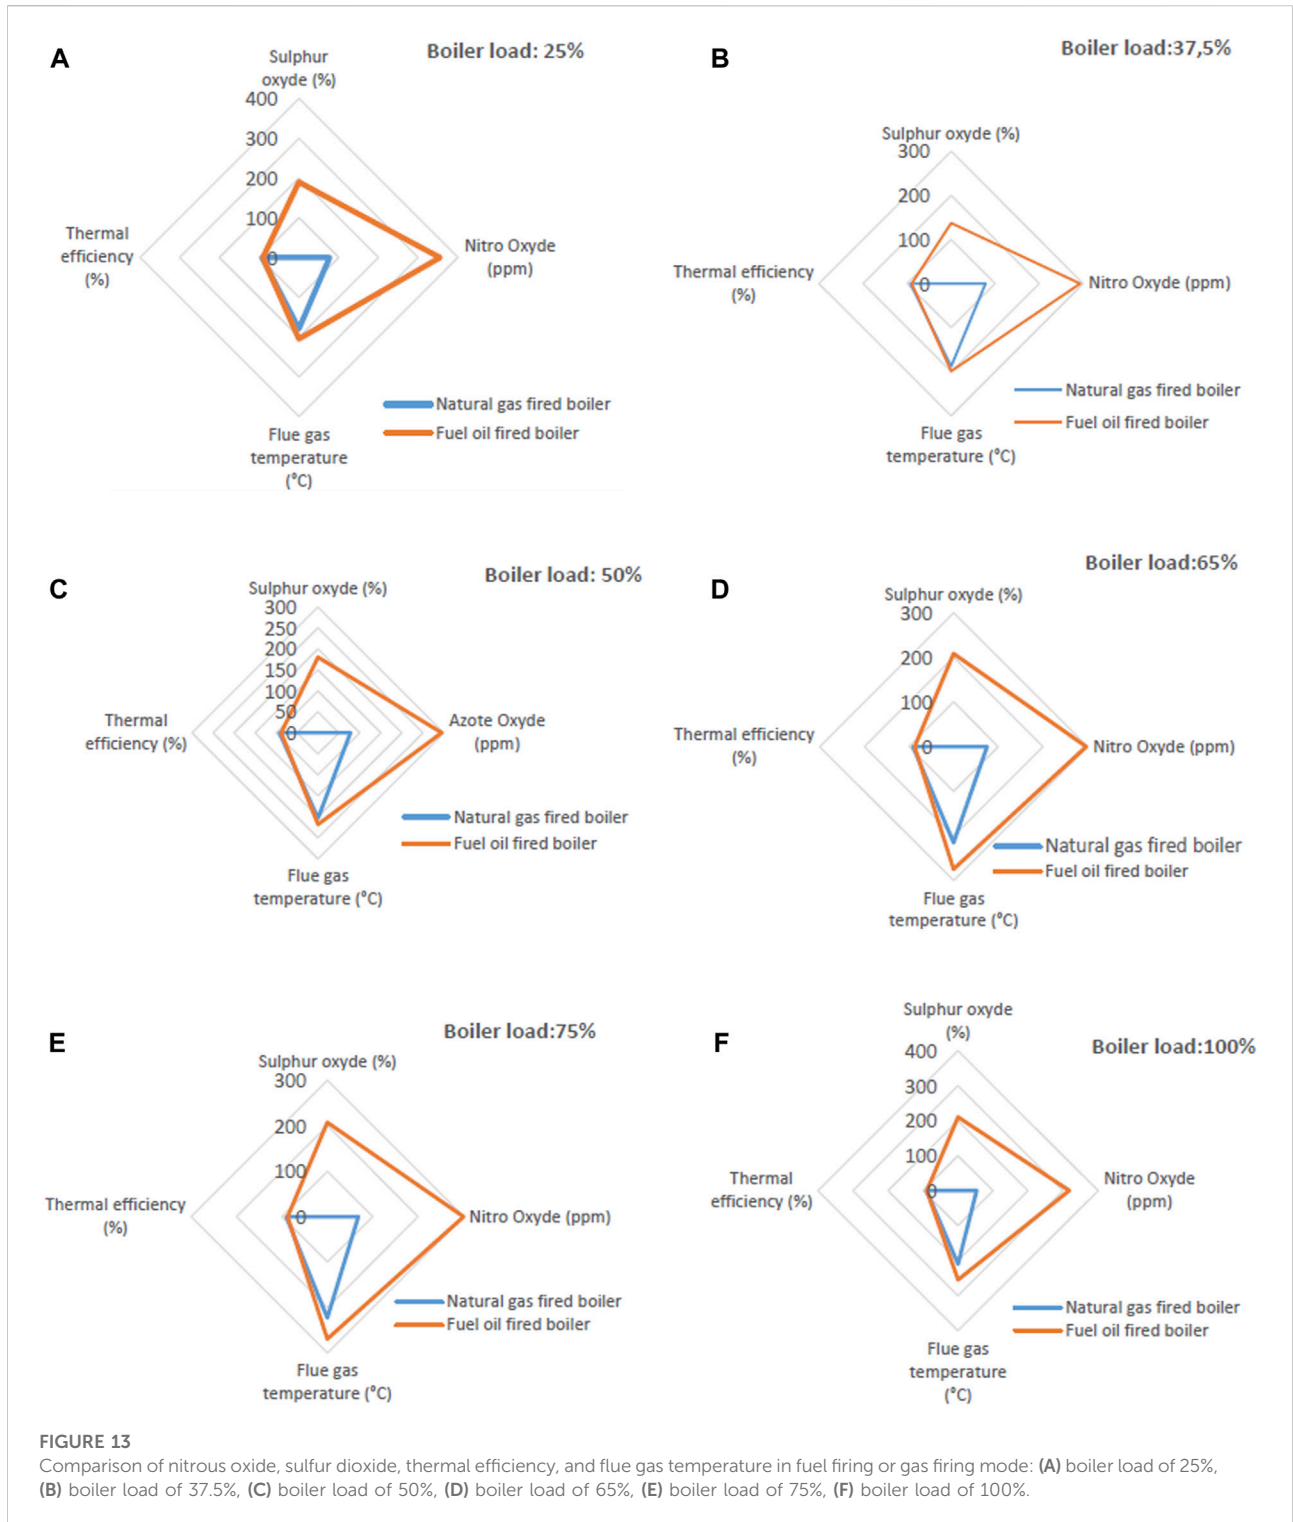 A
Boiler load: 25%
Sulphur
oxyde (%)
400
300
200
100
0
Thermal
efficiency
(%)
Nitro Oxyde
(ppm)
Flue gas
temperature
(°C)
Natural gas fired boiler
Fuel oil fired boiler
B
Boiler load:37,5%
Sulphur oxyde (%)
300
200
100
0
Thermal efficiency
(%)
Nitro Oxyde (ppm)
Flue gas
temperature (°C)
Natural gas fired boiler
Fuel oil fired boiler
C
Boiler load: 50%
Sulphur oxyde (%)
300
250
200
150
100
50
0
Thermal
efficiency (%)
Azote Oxyde
(ppm)
Flue gas
temperature (°C)
Natural gas fired boiler
Fuel oil fired boiler
D
Boiler load:65%
Sulphur oxyde (%)
300
200
100
0
Thermal efficiency
(%)
Nitro Oxyde (ppm)
Flue gas
temperature (°C)
Natural gas fired boiler
Fuel oil fired boiler
E
Boiler load:75%
Sulphur oxyde (%)
300
200
100
0
Thermal efficiency
(%)
Nitro Oxyde (ppm)
Flue gas
temperature (°C)
Natural gas fired boiler
Fuel oil fired boiler
F
Boiler load:100%
Sulphur oxyde
(%)
400
300
200
100
0
Thermal
efficiency (%)
Nitro Oxyde
(ppm)
Flue gas
temperature
(°C)
Natural gas fired boiler
Fuel oil fired boiler
FIGURE 13
Comparison of nitrous oxide, sulfur dioxide, thermal efficiency, and flue gas temperature in fuel firing or gas firing mode: (A) boiler load of 25%,
(B) boiler load of 37.5%, (C) boiler load of 50%, (D) boiler load of 65%, (E) boiler load of 75%, (F) boiler load of 100%.